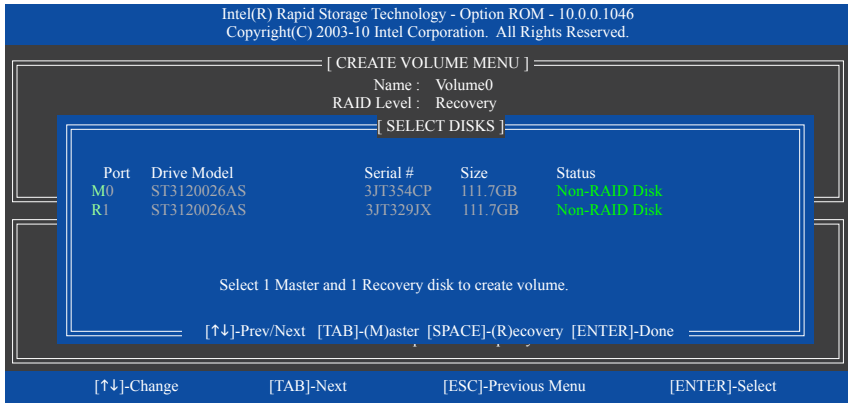 Intel(R) Rapid Storage Technology - Option ROM - 10.0.0.1046
Copyright(C) 2003-10 Intel Corporation. All Rights Reserved.
[ CREATE VOLUME MENU ]
Name : Volume0
RAID Level : Recovery
[ SELECT DISKS ]
Port Drive Model Serial # Size Status
M0 ST3120026AS 3JT354CP 111.7GB Non-RAID Disk
R1 ST3120026AS 3JT329JX 111.7GB Non-RAID Disk
Select 1 Master and 1 Recovery disk to create volume.
[↑↓]-Prev/Next [TAB]-(M)aster [SPACE]-(R)ecovery [ENTER]-Done
[↑↓]-Change [TAB]-Next [ESC]-Previous Menu [ENTER]-Select